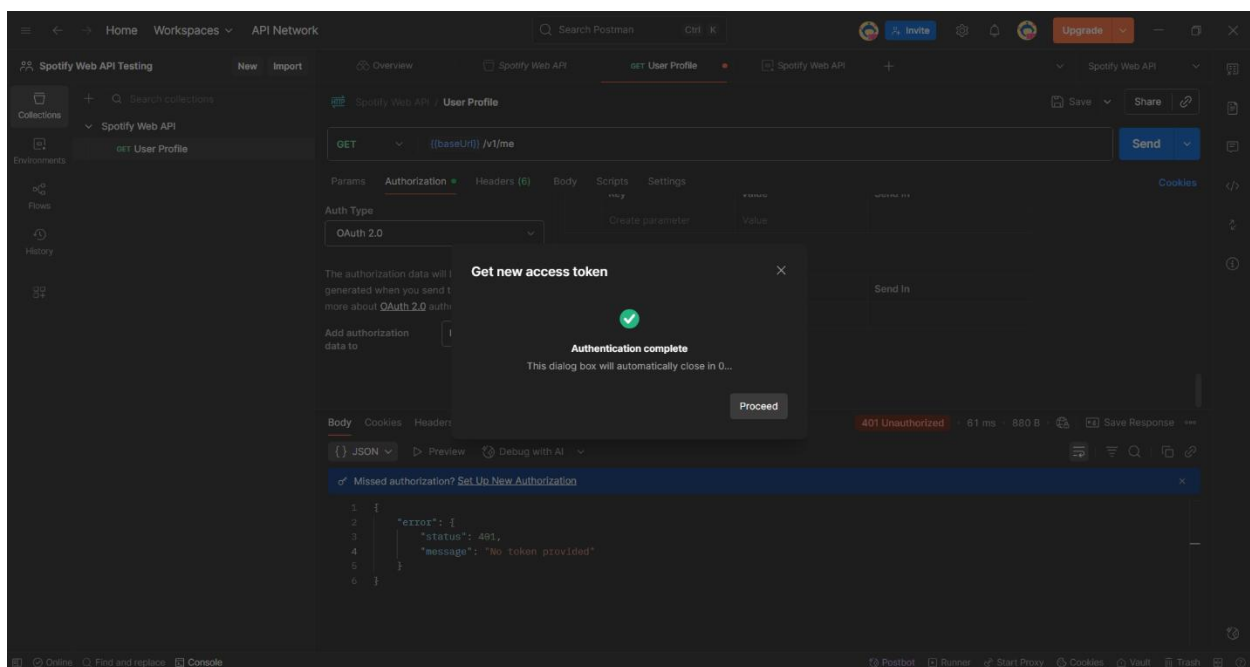 Home Workspaces API Network Search Postman Ctrl K Invite Upgrade
Spotify Web API Testing New Import Overview Spotify Web API GET User Profile Spotify Web API + Spotify Web API
Collections + Search collections Spotify Web API / User Profile Save Share
Spotify Web API
GET User Profile
Environments
GET {{baseUrl}} /v1/me Send
Flows
Params Authorization Headers (6) Body Scripts Settings Cookies
Key Value Send In
Auth Type Create parameter Value
OAuth 2.0
History
Get new access token
The authorization data will
generated when you send t Send In
more about OAuth 2.0 auth
Add authorization
data to
Authentication complete
This dialog box will automatically close in 0...
Proceed
Body Cookies Headers 401 Unauthorized · 61 ms · 880 B Save Response
{} JSON Preview Debug with AI
Missed authorization? Set Up New Authorization
1 {
2 "error": {
3 "status": 401,
4 "message": "No token provided"
5 }
6 }
Online Find and replace Console Postbot Runner Start Proxy Cookies Vault Trash